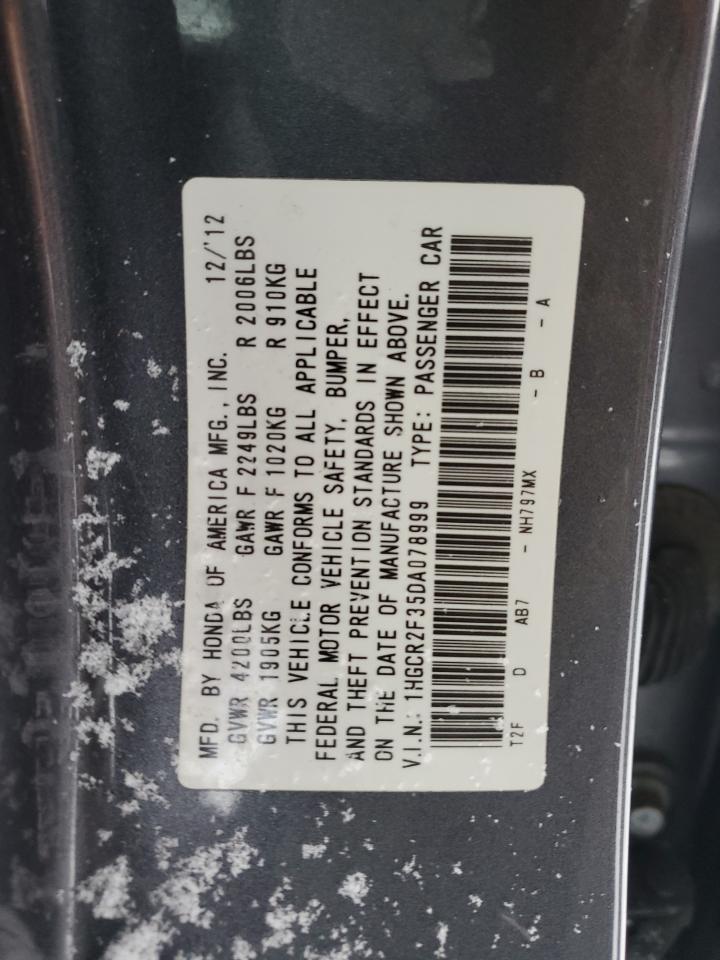 MFD. BY HONDA OF AMERICA MFG., INC. 12/'12
GVWR 4200LBS GAWR F 2249LBS R 2006LBS
GVWR 1905KG GAWR F 1020KG R 910KG
THIS VEHICLE CONFORMS TO ALL APPLICABLE
FEDERAL MOTOR VEHICLE SAFETY, BUMPER,
AND THEFT PREVENTION STANDARDS IN EFFECT
ON THE DATE OF MANUFACTURE SHOWN ABOVE.
V.I.N.: 1HGCR2F35DA078999 TYPE: PASSENGER CAR
T2F D AB7 - NH797MX - B - A